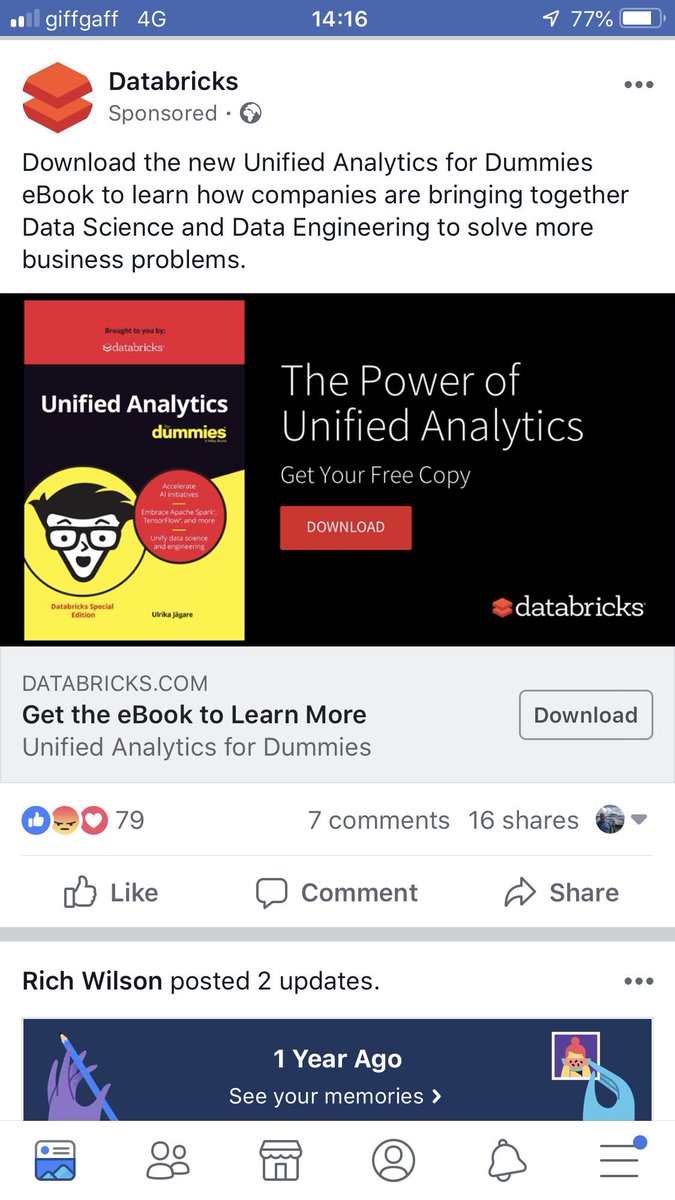 giffgaff 4G 14:16 77%
Databricks
Sponsored ·
Download the new Unified Analytics for Dummies
eBook to learn how companies are bringing together
Data Science and Data Engineering to solve more
business problems.
Brought to you by:
databricks
Unified Analytics
for
dummies
A Wiley Brand
Accelerate
AI initiatives
Embrace Apache Spark,
TensorFlow, and more
Unify data science
and engineering
Databricks Special
Edition
Ulrika Jägare
The Power of
Unified Analytics
Get Your Free Copy
DOWNLOAD
databricks
DATABRICKS.COM
Get the eBook to Learn More
Unified Analytics for Dummies
Download
79 7 comments 16 shares
Like Comment Share
Rich Wilson posted 2 updates.
1 Year Ago
See your memories